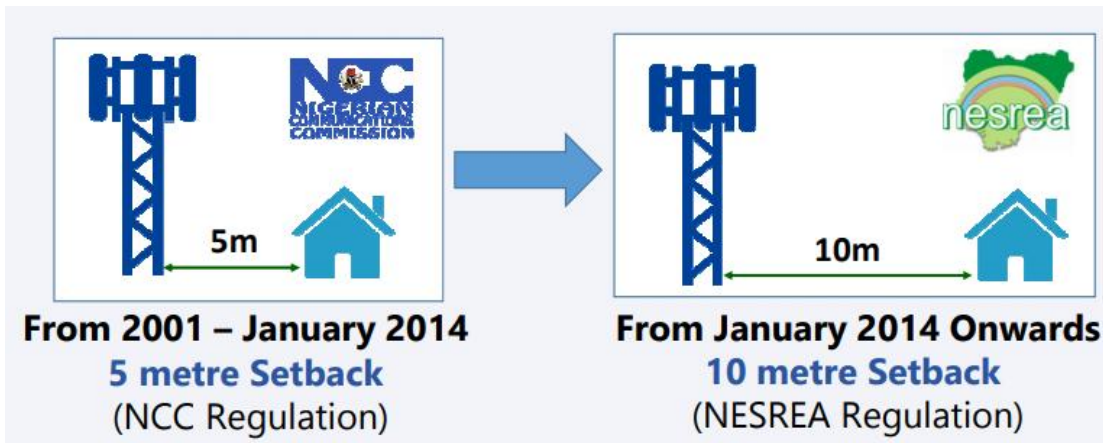 NCC
NIGERIAN
COMMUNICATIONS
COMMISSION
5m
nesrea
10m
From 2001 – January 2014
5 metre Setback
(NCC Regulation)
From January 2014 Onwards
10 metre Setback
(NESREA Regulation)